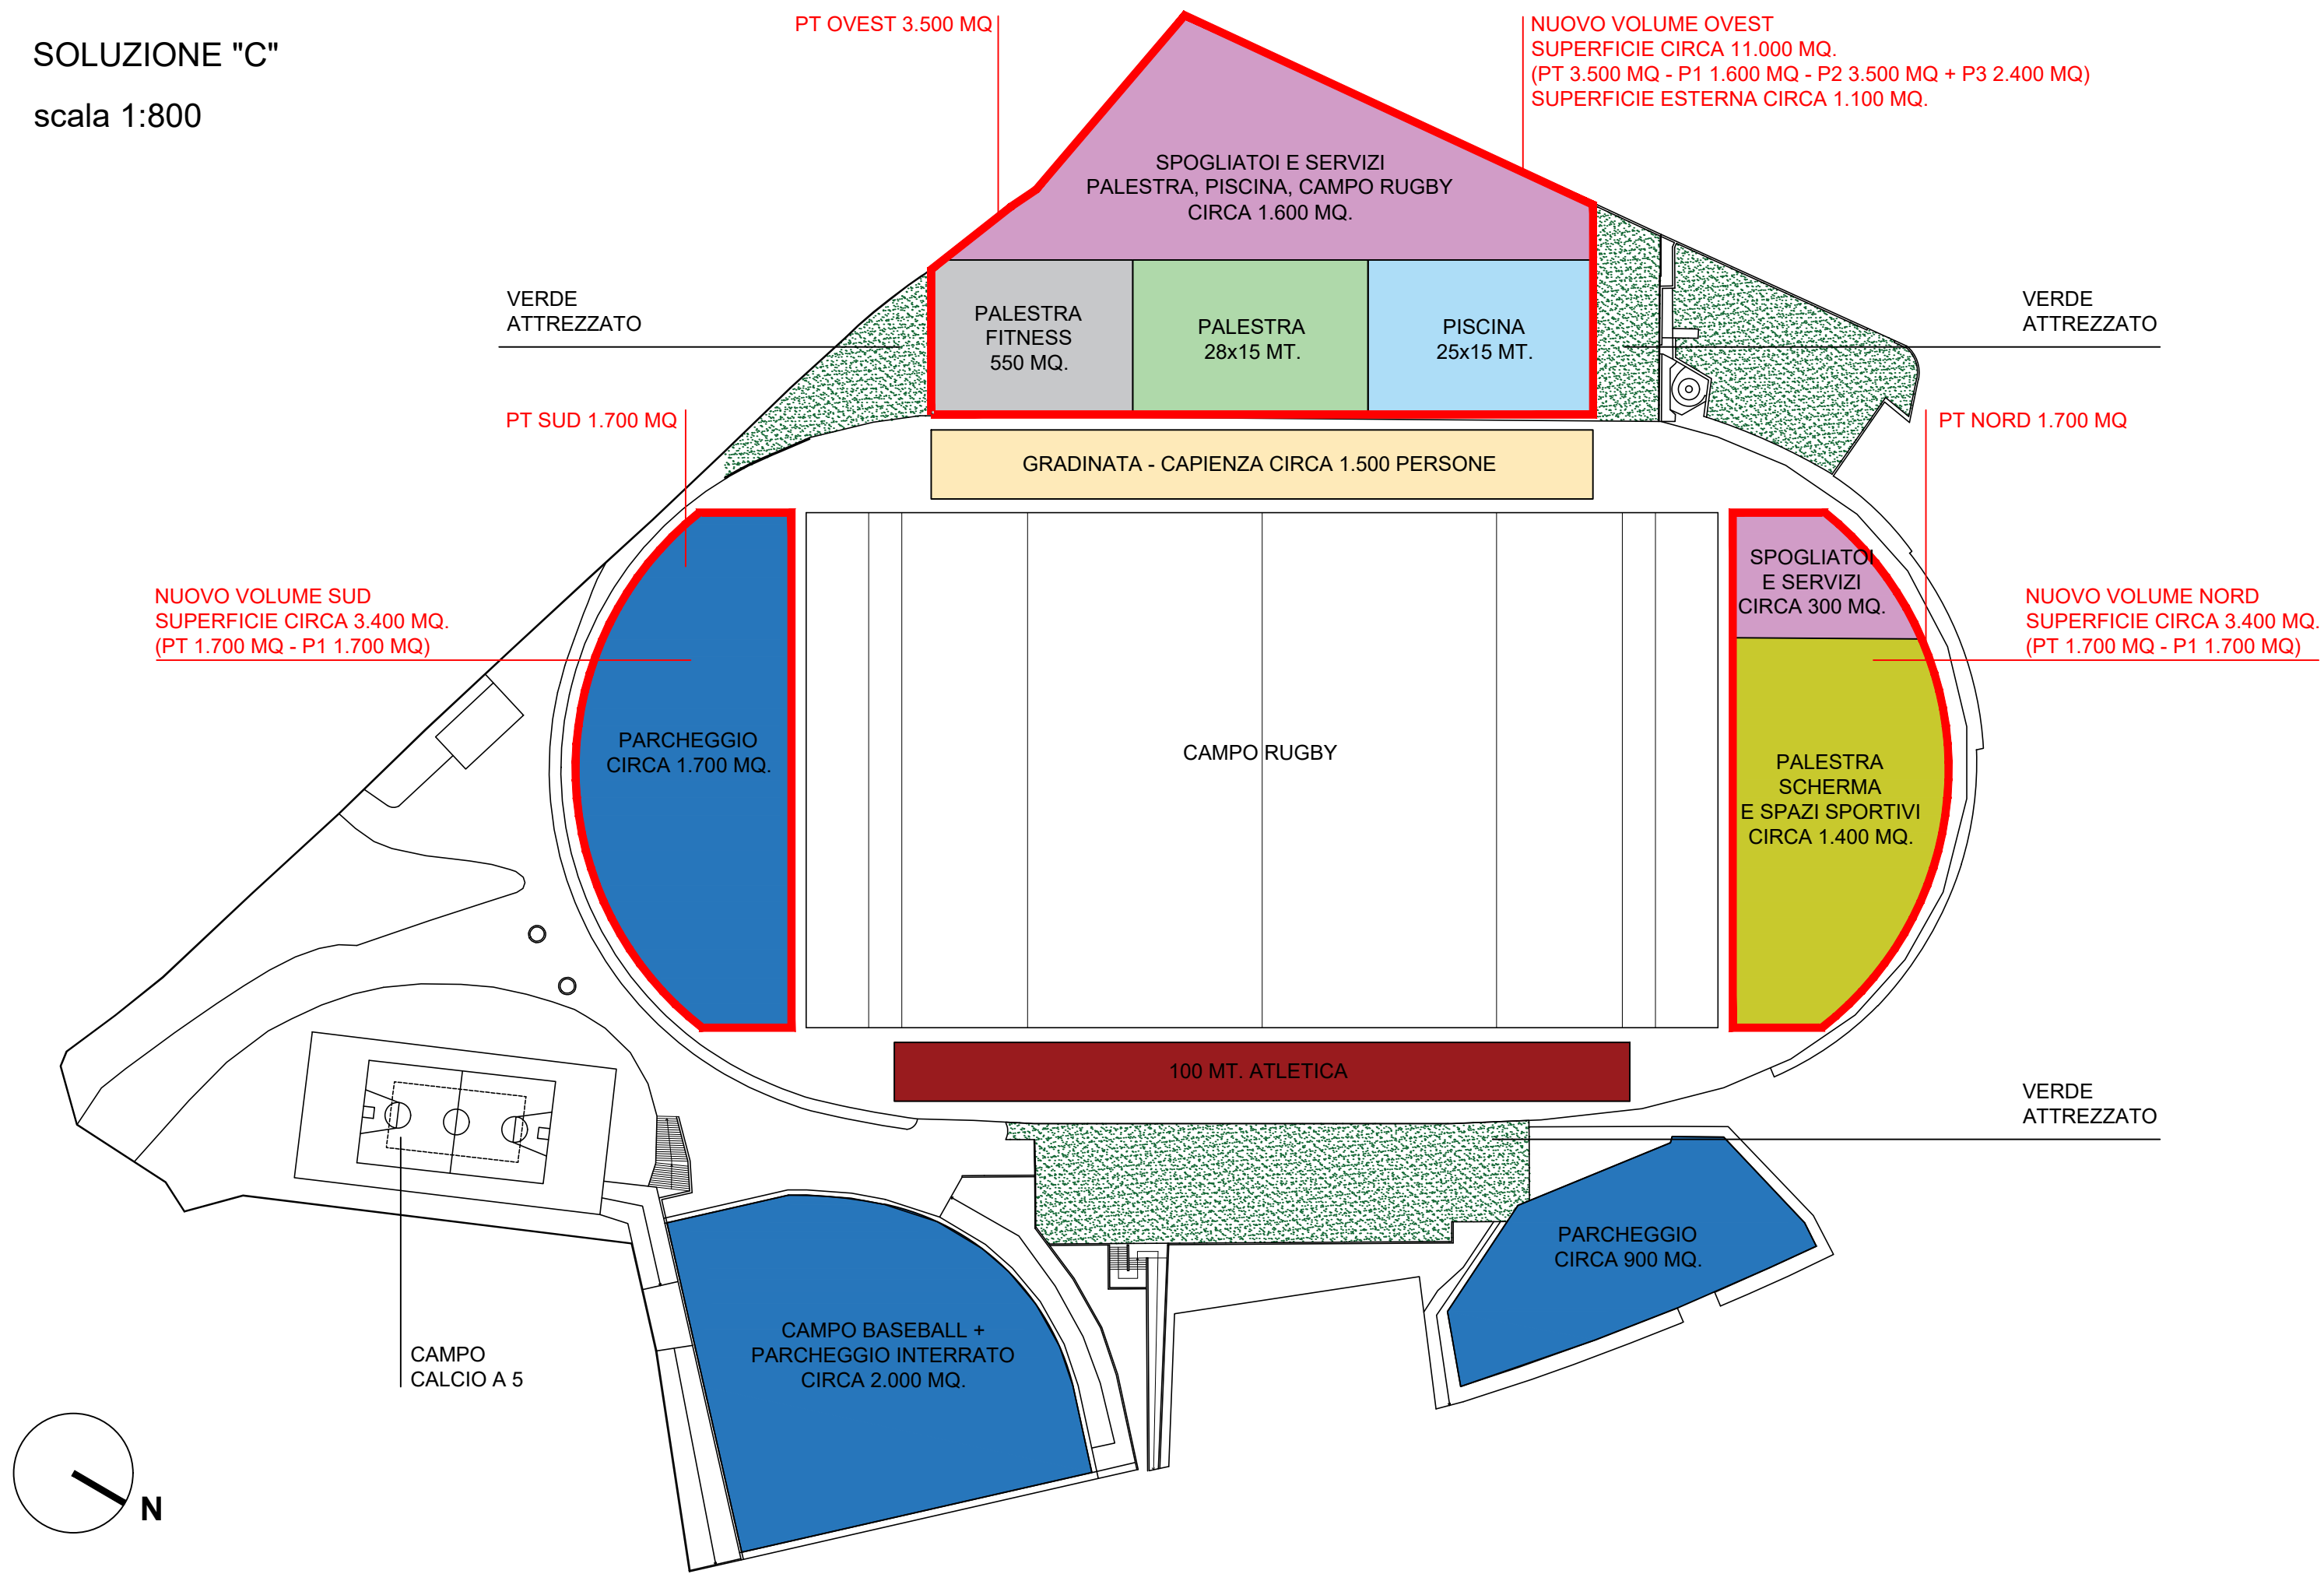 SOLUZIONE "C"
scala 1:800
PT OVEST 3.500 MQ
NUOVO VOLUME OVEST
SUPERFICIE CIRCA 11.000 MQ.
(PT 3.500 MQ - P1 1.600 MQ - P2 3.500 MQ + P3 2.400 MQ)
SUPERFICIE ESTERNA CIRCA 1.100 MQ.
SPOGLIATOI E SERVIZI
PALESTRA, PISCINA, CAMPO RUGBY
CIRCA 1.600 MQ.
VERDE
ATTREZZATO
PALESTRA
FITNESS
550 MQ.
PALESTRA
28x15 MT.
PISCINA
25x15 MT.
VERDE
ATTREZZATO
PT SUD 1.700 MQ
PT NORD 1.700 MQ
GRADINATA - CAPIENZA CIRCA 1.500 PERSONE
NUOVO VOLUME SUD
SUPERFICIE CIRCA 3.400 MQ.
(PT 1.700 MQ - P1 1.700 MQ)
SPOGLIATOI
E SERVIZI
CIRCA 300 MQ.
NUOVO VOLUME NORD
SUPERFICIE CIRCA 3.400 MQ.
(PT 1.700 MQ - P1 1.700 MQ)
PARCHEGGIO
CIRCA 1.700 MQ.
CAMPO RUGBY
PALESTRA
SCHERMA
E SPAZI SPORTIVI
CIRCA 1.400 MQ.
100 MT. ATLETICA
VERDE
ATTREZZATO
PARCHEGGIO
CIRCA 900 MQ.
CAMPO BASEBALL +
PARCHEGGIO INTERRATO
CIRCA 2.000 MQ.
CAMPO
CALCIO A 5
N